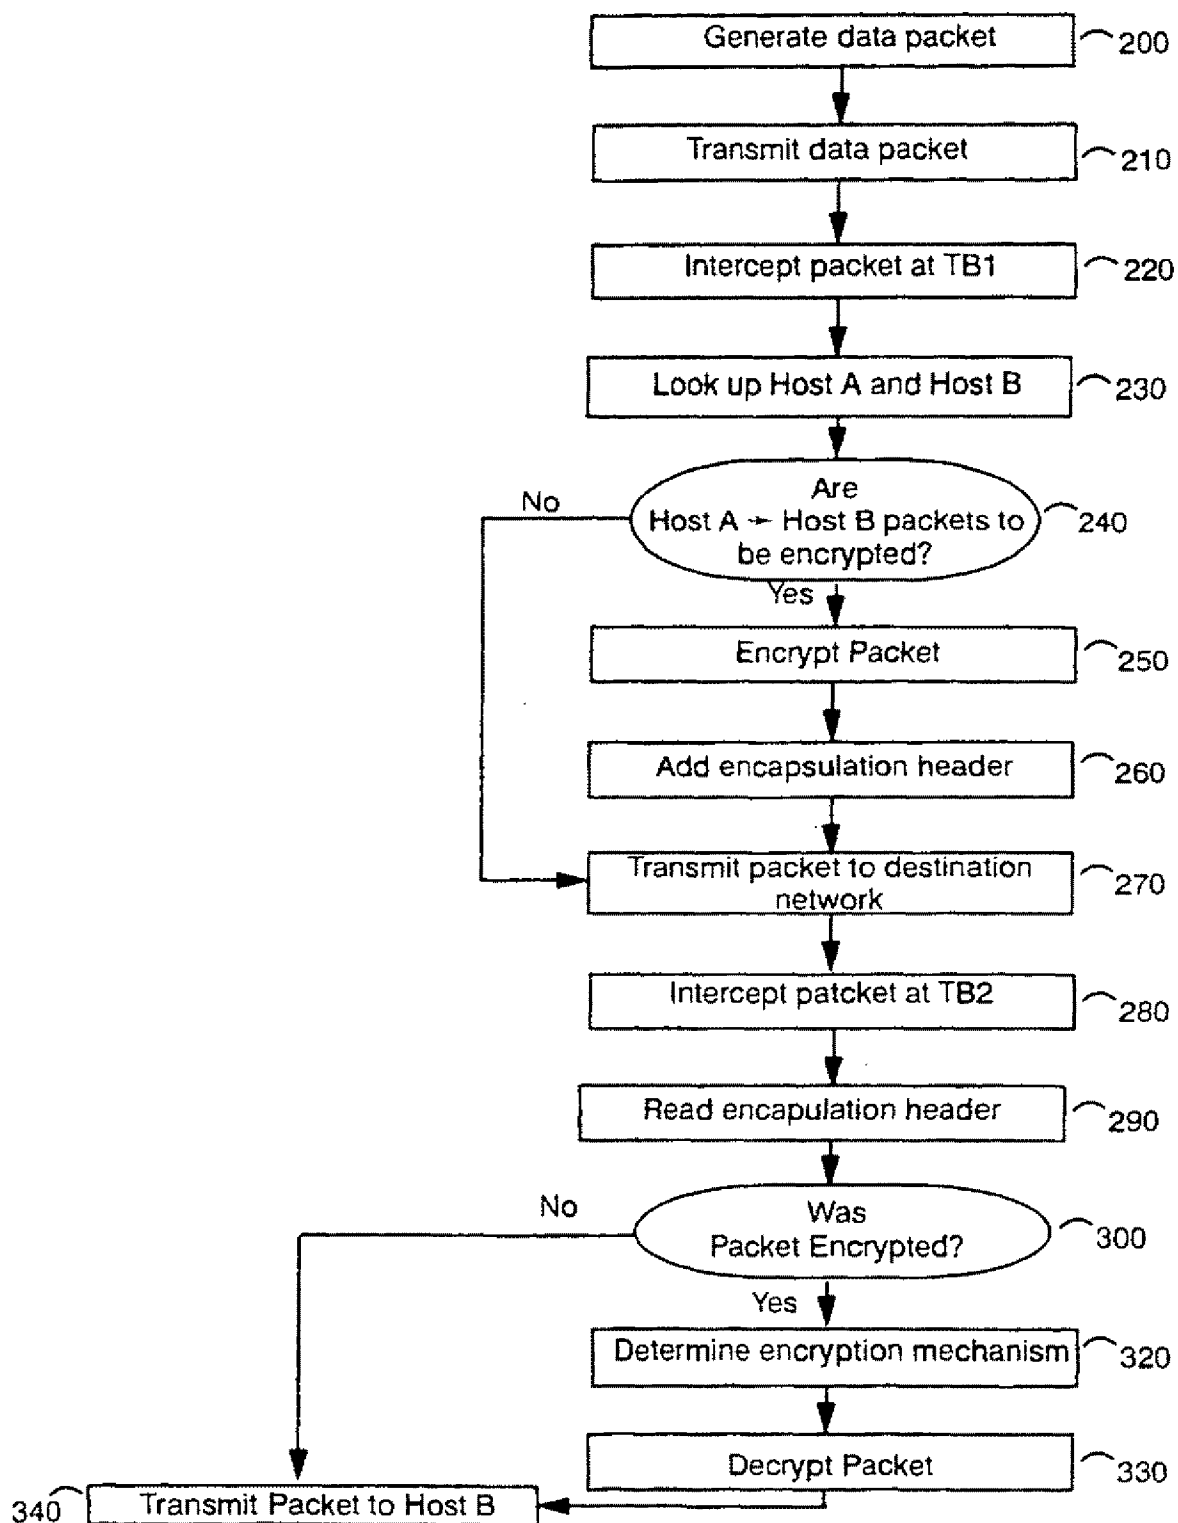 Generate data packet 200
Transmit data packet 210
Intercept packet at TB1 220
Look up Host A and Host B 230
Are
Host A → Host B packets to
be encrypted?
240
No
Yes
Encrypt Packet 250
Add encapsulation header 260
Transmit packet to destination
network
270
Intercept patcket at TB2 280
Read encapulation header 290
Was
Packet Encrypted?
300
No
Yes
Determine encryption mechanism 320
Decrypt Packet 330
340 Transmit Packet to Host B